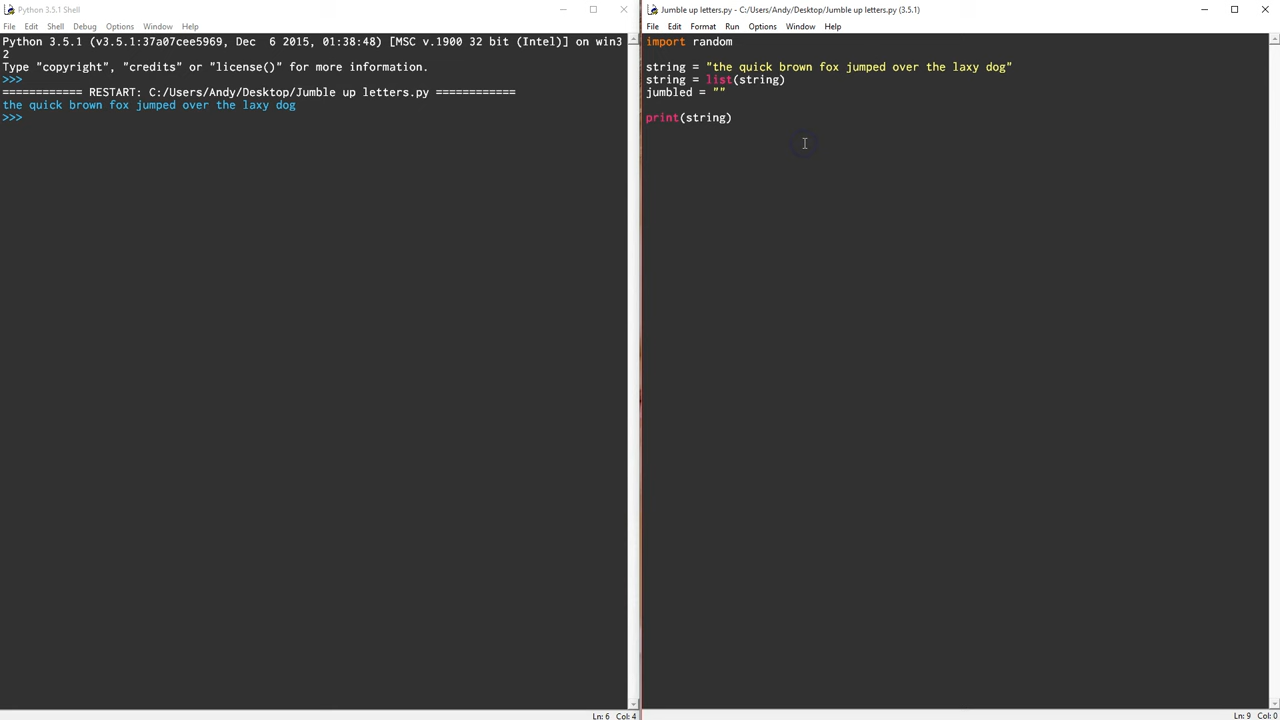 Python 3.5.1 Shell
File Edit Shell Debug Options Window Help
Python 3.5.1 (v3.5.1:37a07cee5969, Dec  6 2015, 01:38:48) [MSC v.1900 32 bit (Intel)] on win3
2
Type "copyright", "credits" or "license()" for more information.
>>>
============ RESTART: C:/Users/Andy/Desktop/Jumble up letters.py ============
the quick brown fox jumped over the laxy dog
>>>
Ln: 6 Col: 4
Jumble up letters.py - C:/Users/Andy/Desktop/Jumble up letters.py (3.5.1)
File Edit Format Run Options Window Help
import random
string = "the quick brown fox jumped over the laxy dog"
string = list(string)
jumbled = ""
print(string)
Ln: 9 Col: 0